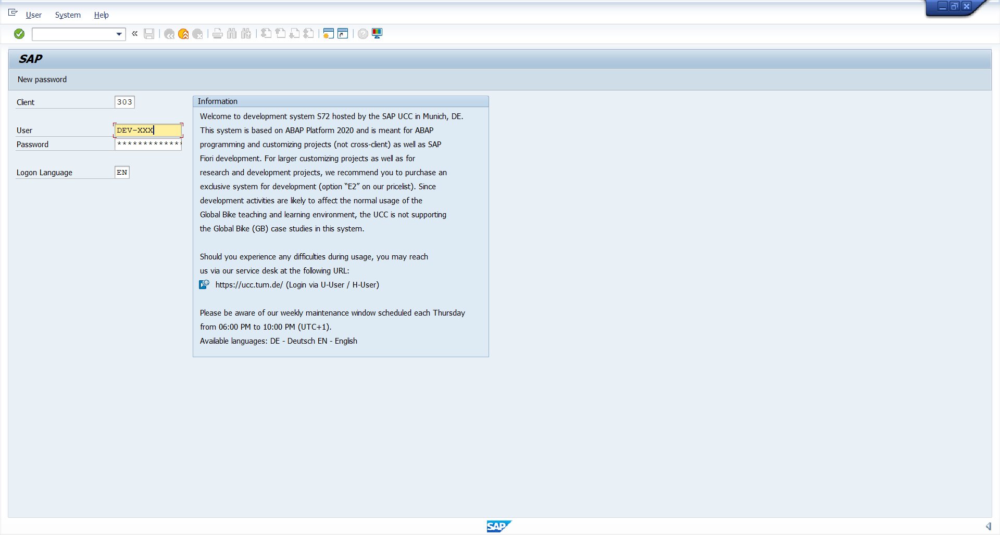 User System Help
SAP
New password
Client 303
User DEV-XXX
Password *************
Logon Language EN
Information
Welcome to development system S72 hosted by the SAP UCC in Munich, DE.
This system is based on ABAP Platform 2020 and is meant for ABAP
programming and customizing projects (not cross-client) as well as SAP
Fiori development. For larger customizing projects as well as for
research and development projects, we recommend you to purchase an
exclusive system for development (option “E2” on our pricelist). Since
development activities are likely to affect the normal usage of the
Global Bike teaching and learning environment, the UCC is not supporting
the Global Bike (GB) case studies in this system.
Should you experience any difficulties during usage, you may reach
us via our service desk at the following URL:
https://ucc.tum.de/ (Login via U-User / H-User)
Please be aware of our weekly maintenance window scheduled each Thursday
from 06:00 PM to 10:00 PM (UTC+1).
Available languages: DE - Deutsch EN - English
SAP